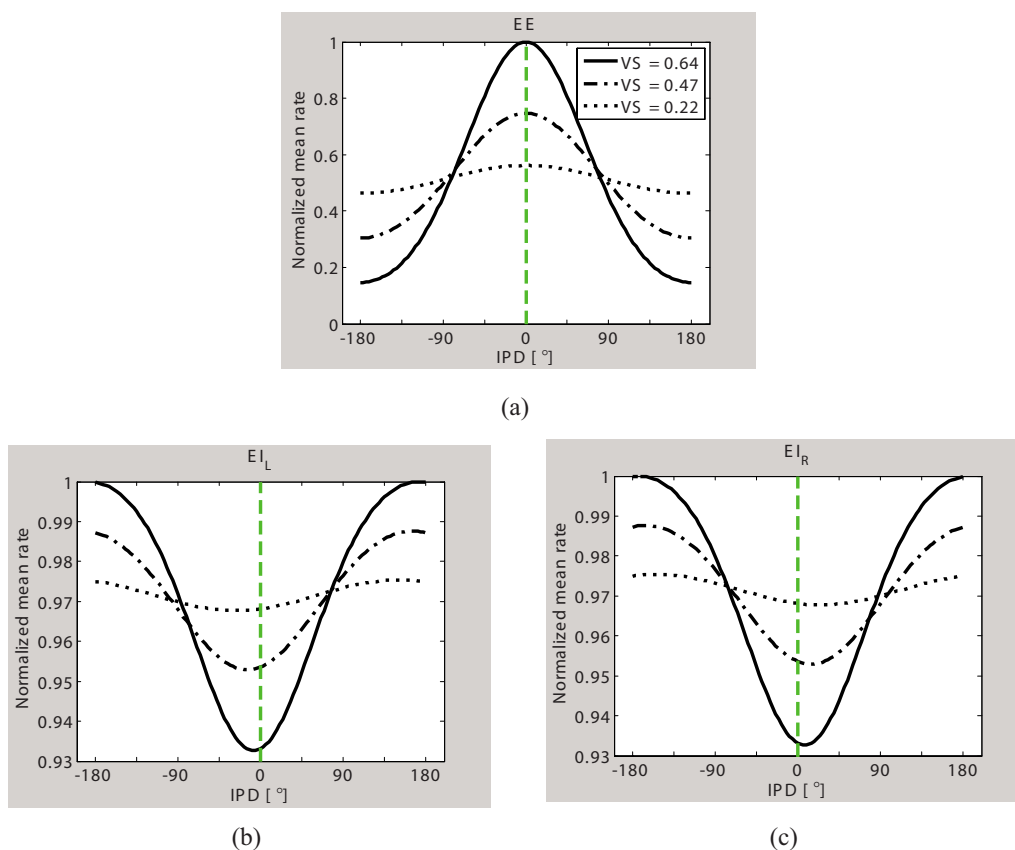 EE
Normalized mean rate
1
0.8
0.6
0.4
0.2
0
VS = 0.64
VS = 0.47
VS = 0.22
-180 -90 0 90 180
IPD [ °]
(a)
EI_L
Normalized mean rate
1
0.99
0.98
0.97
0.96
0.95
0.94
0.93
-180 -90 0 90 180
IPD [ °]
(b)
EI_R
Normalized mean rate
1
0.99
0.98
0.97
0.96
0.95
0.94
0.93
-180 -90 0 90 180
IPD [ °]
(c)